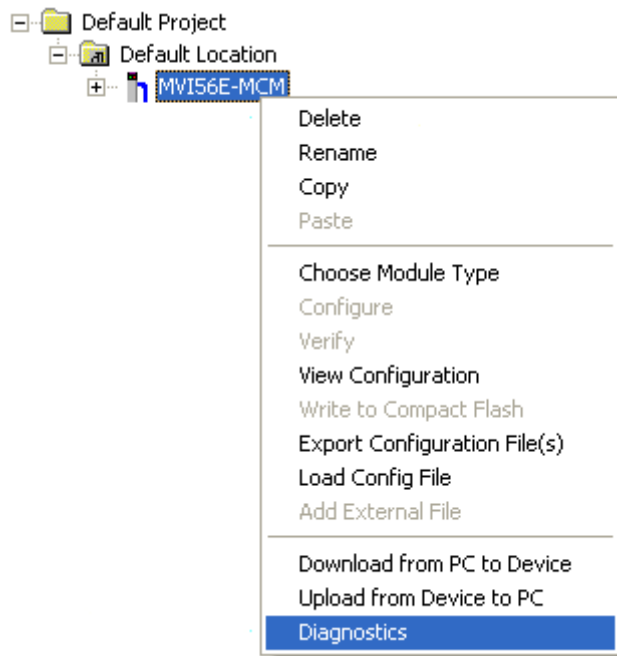 Default Project
Default Location
MVI56E-MCM
Delete
Rename
Copy
Paste
Choose Module Type
Configure
Verify
View Configuration
Write to Compact Flash
Export Configuration File(s)
Load Config File
Add External File
Download from PC to Device
Upload from Device to PC
Diagnostics